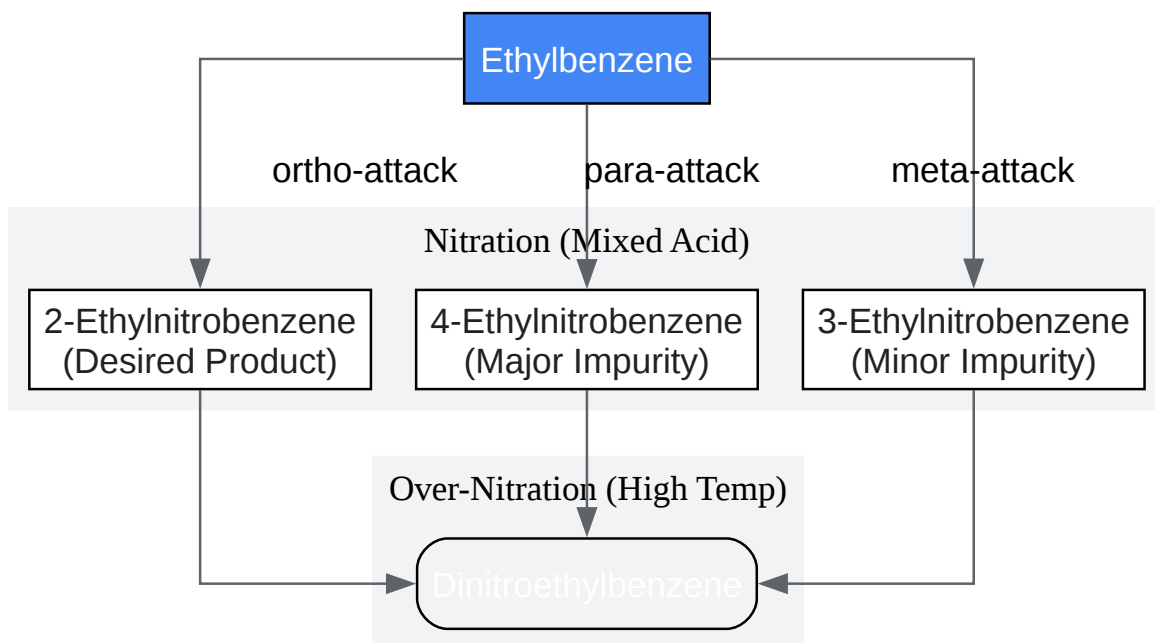 Ethylbenzene
ortho-attack
para-attack
meta-attack
Nitration (Mixed Acid)
2-Ethylnitrobenzene
(Desired Product)
4-Ethylnitrobenzene
(Major Impurity)
3-Ethylnitrobenzene
(Minor Impurity)
Over-Nitration (High Temp)
Dinitroethylbenzene